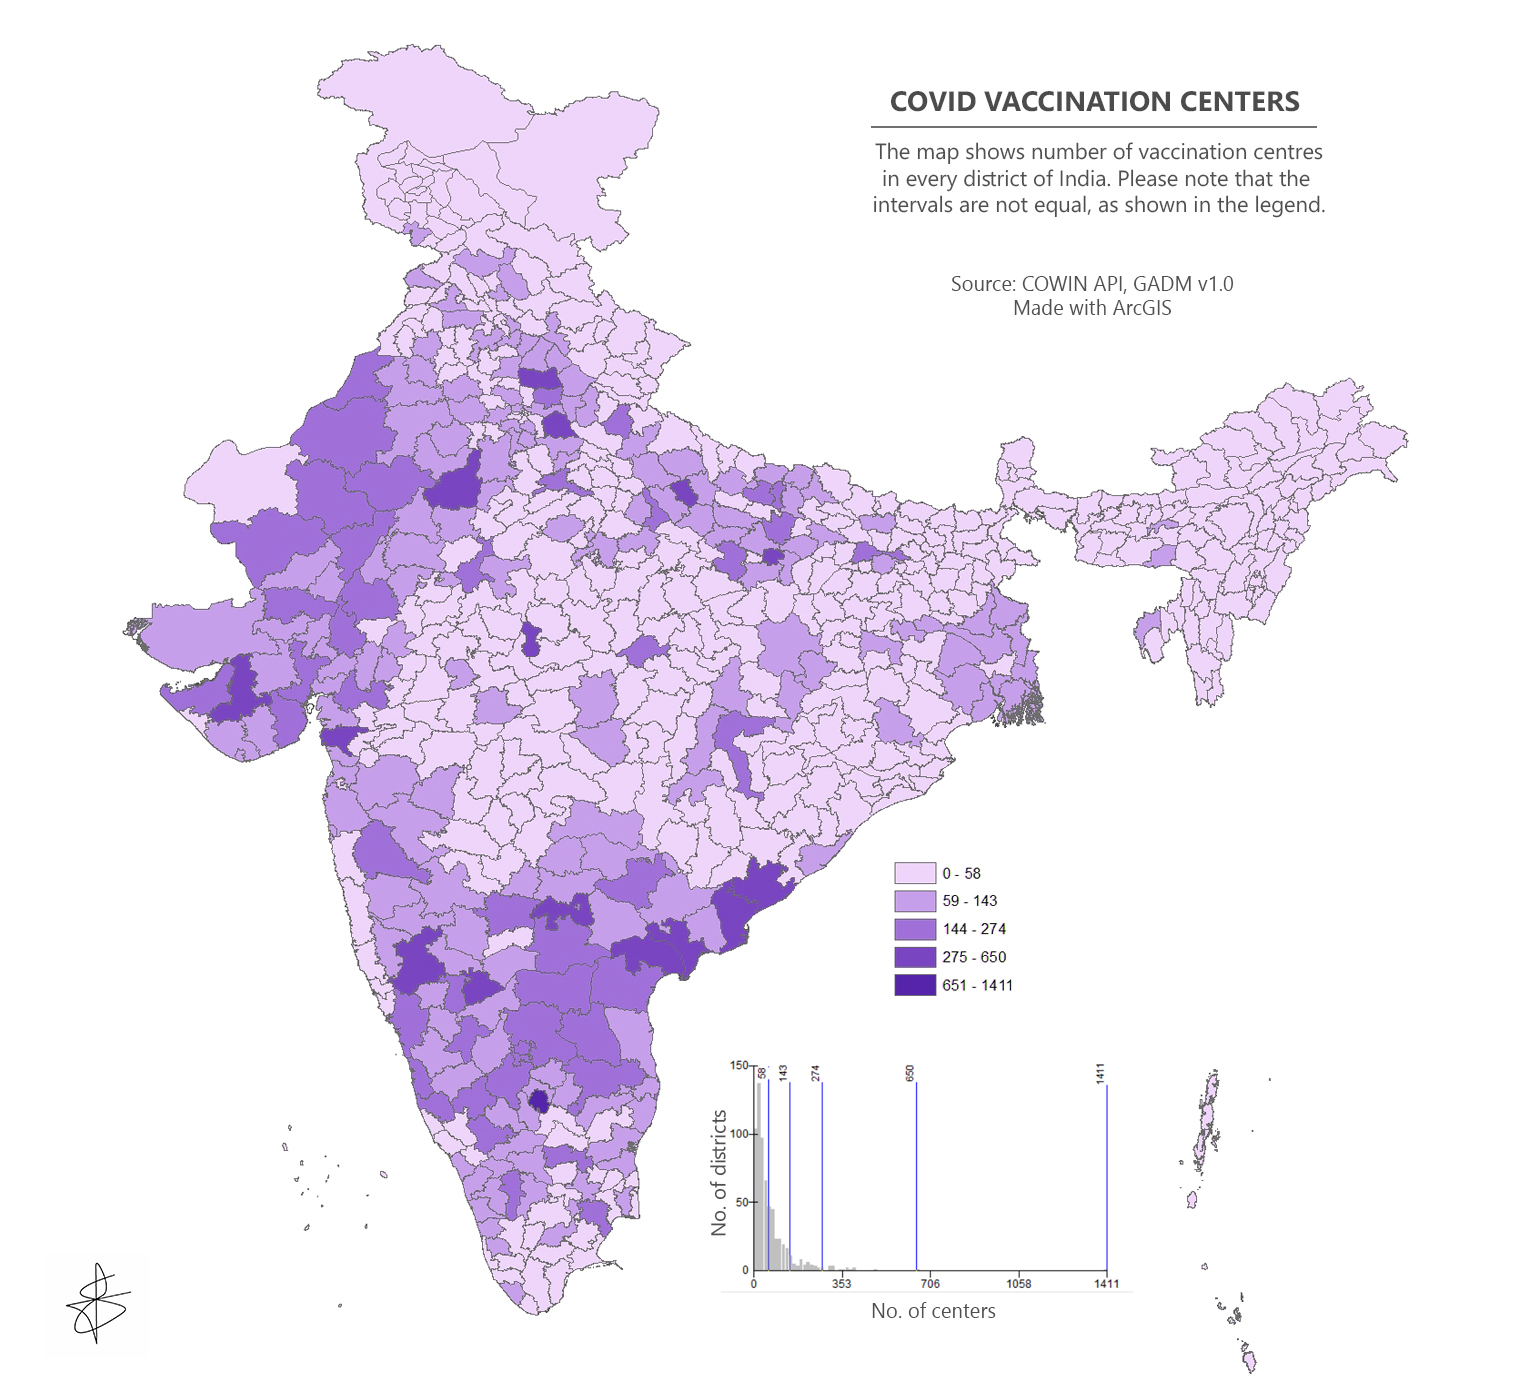 COVID VACCINATION CENTERS
The map shows number of vaccination centres
in every district of India. Please note that the
intervals are not equal, as shown in the legend.
Source: COWIN API, GADM v1.0
Made with ArcGIS
0 - 58
59 - 143
144 - 274
275 - 650
651 - 1411
58
143
274
650
1411
150
100
50
0
No. of districts
0
353
706
1058
1411
No. of centers